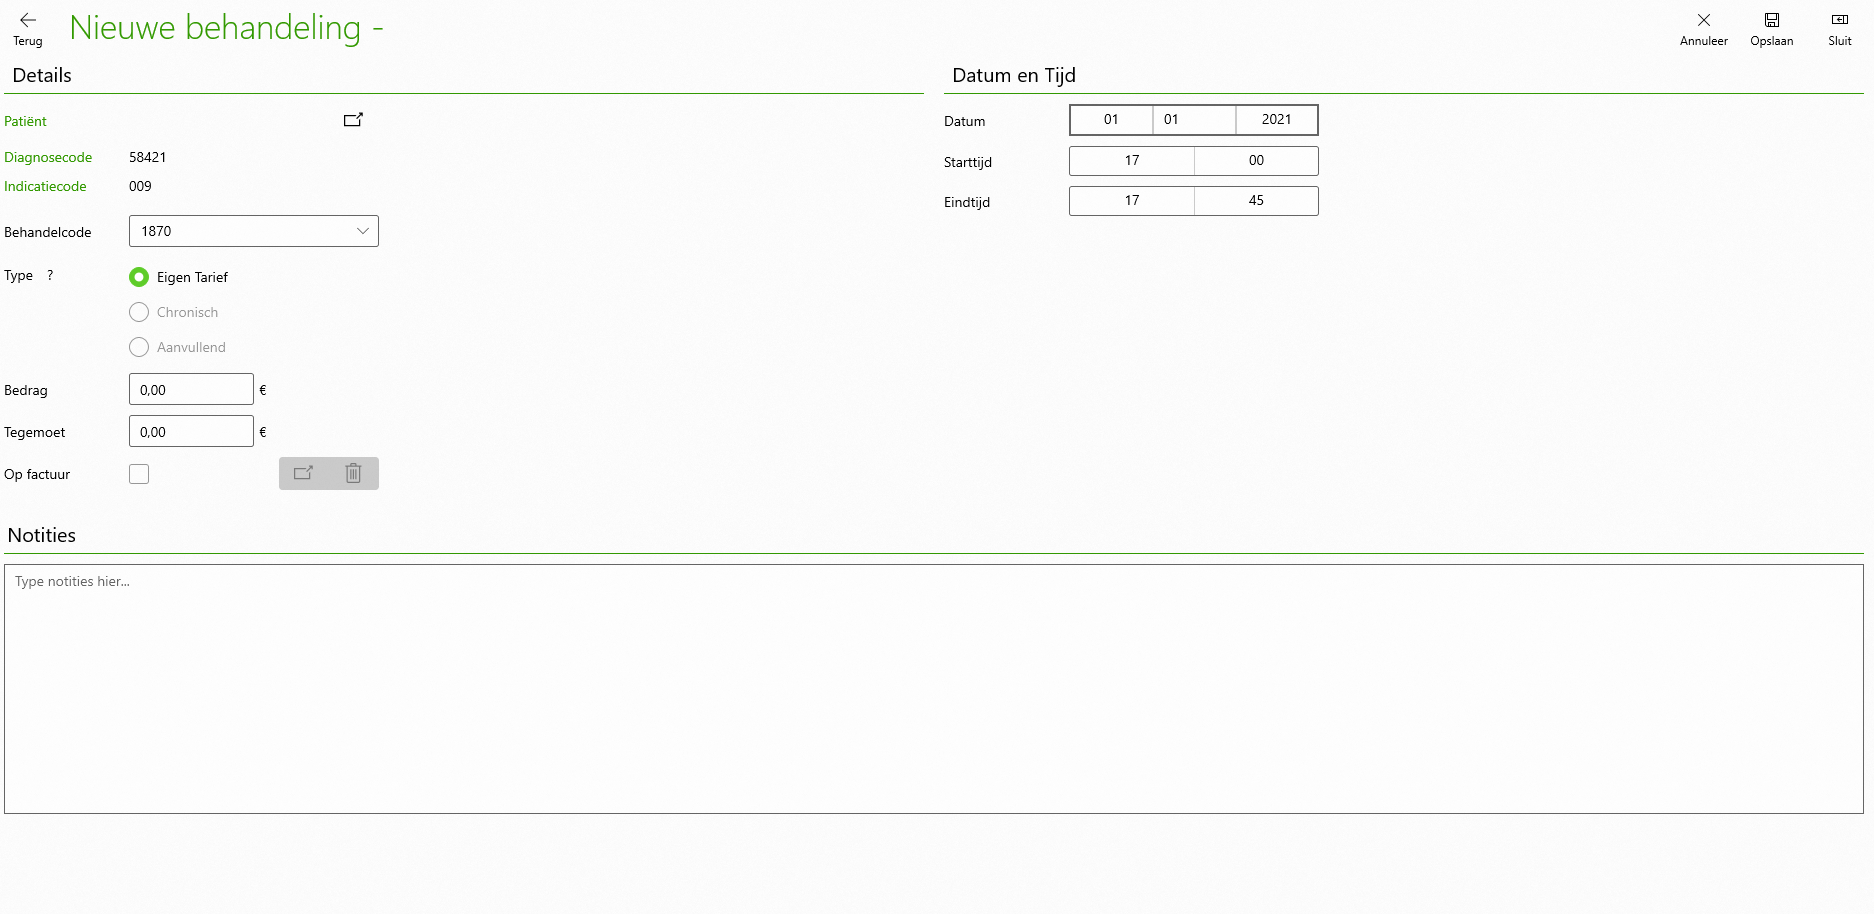 Terug
Nieuwe behandeling -
Annuleer
Opslaan
Sluit
Details
Patiënt
Diagnosecode 58421
Indicatiecode 009
Behandelcode 1870
Type ? Eigen Tarief
Chronisch
Aanvullend
Bedrag 0,00 €
Tegemoet 0,00 €
Op factuur
Datum en Tijd
Datum 01 01 2021
Starttijd 17 00
Eindtijd 17 45
Notities
Type notities hier...